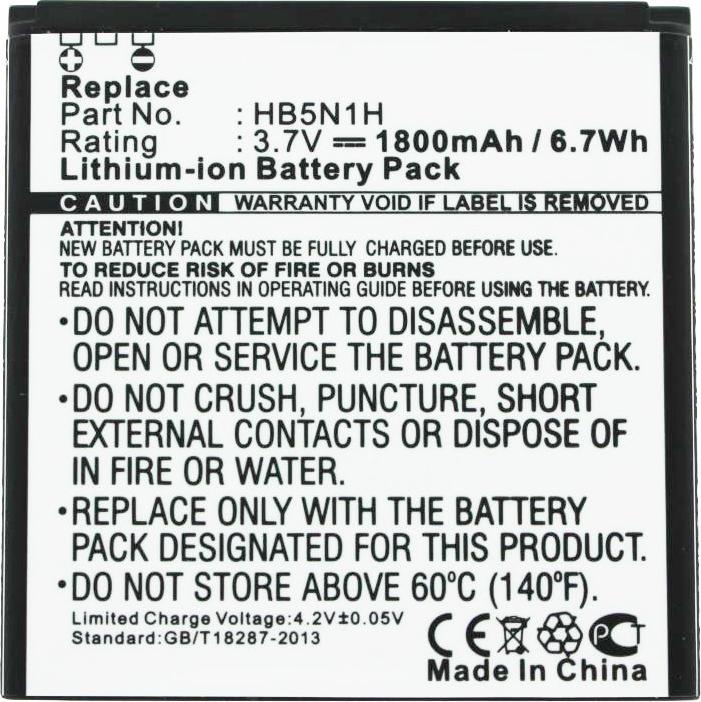 Replace
Part No. : HB5N1H
Rating : 3.7V ⎓ 1800mAh / 6.7Wh
Lithium-ion Battery Pack
CAUTION WARRANTY VOID IF LABEL IS REMOVED
ATTENTION!
NEW BATTERY PACK MUST BE FULLY CHARGED BEFORE USE.
TO REDUCE RISK OF FIRE OR BURNS
READ INSTRUCTIONS IN OPERATING GUIDE BEFORE USING THE BATTERY.
•DO NOT ATTEMPT TO DISASSEMBLE,
OPEN OR SERVICE THE BATTERY PACK.
•DO NOT CRUSH, PUNCTURE, SHORT
EXTERNAL CONTACTS OR DISPOSE OF
IN FIRE OR WATER.
•REPLACE ONLY WITH THE BATTERY
PACK DESIGNATED FOR THIS PRODUCT.
•DO NOT STORE ABOVE 60ºC (140ºF).
Limited Charge Voltage:4.2V±0.05V
Standard:GB/T18287-2013
CE PCT
Made In China